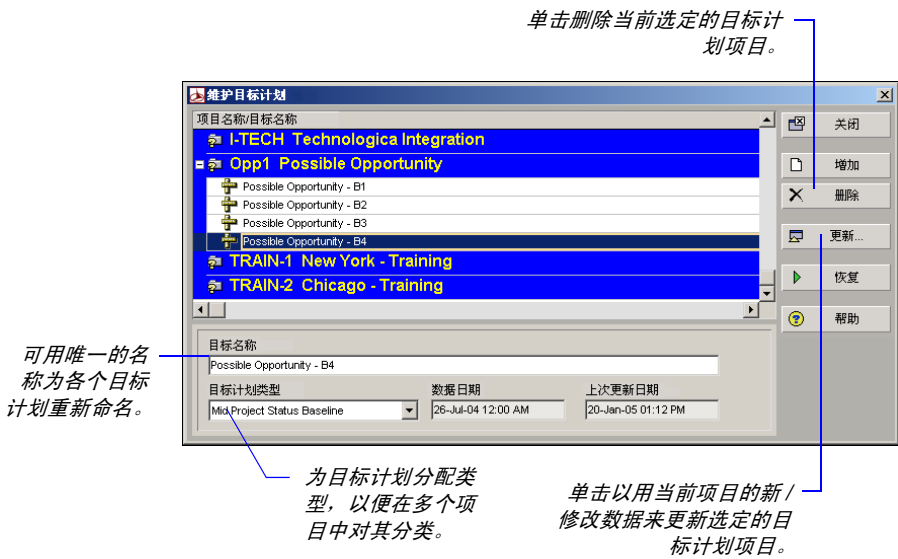 单击删除当前选定的目标计
划项目。
维护目标计划
项目名称/目标名称
I-TECH Technologica Integration
Opp1 Possible Opportunity
Possible Opportunity - B1
Possible Opportunity - B2
Possible Opportunity - B3
Possible Opportunity - B4
TRAIN-1 New York - Training
TRAIN-2 Chicago - Training
关闭
增加
删除
更新...
恢复
帮助
目标名称
Possible Opportunity - B4
目标计划类型
数据日期
上次更新日期
Mid Project Status Baseline
26-Jul-04 12:00 AM
20-Jan-05 01:12 PM
可用唯一的名
称为各个目标
计划重新命名。
为目标计划分配类
型，以便在多个项
目中对其分类。
单击以用当前项目的新 /
修改数据来更新选定的目
标计划项目。